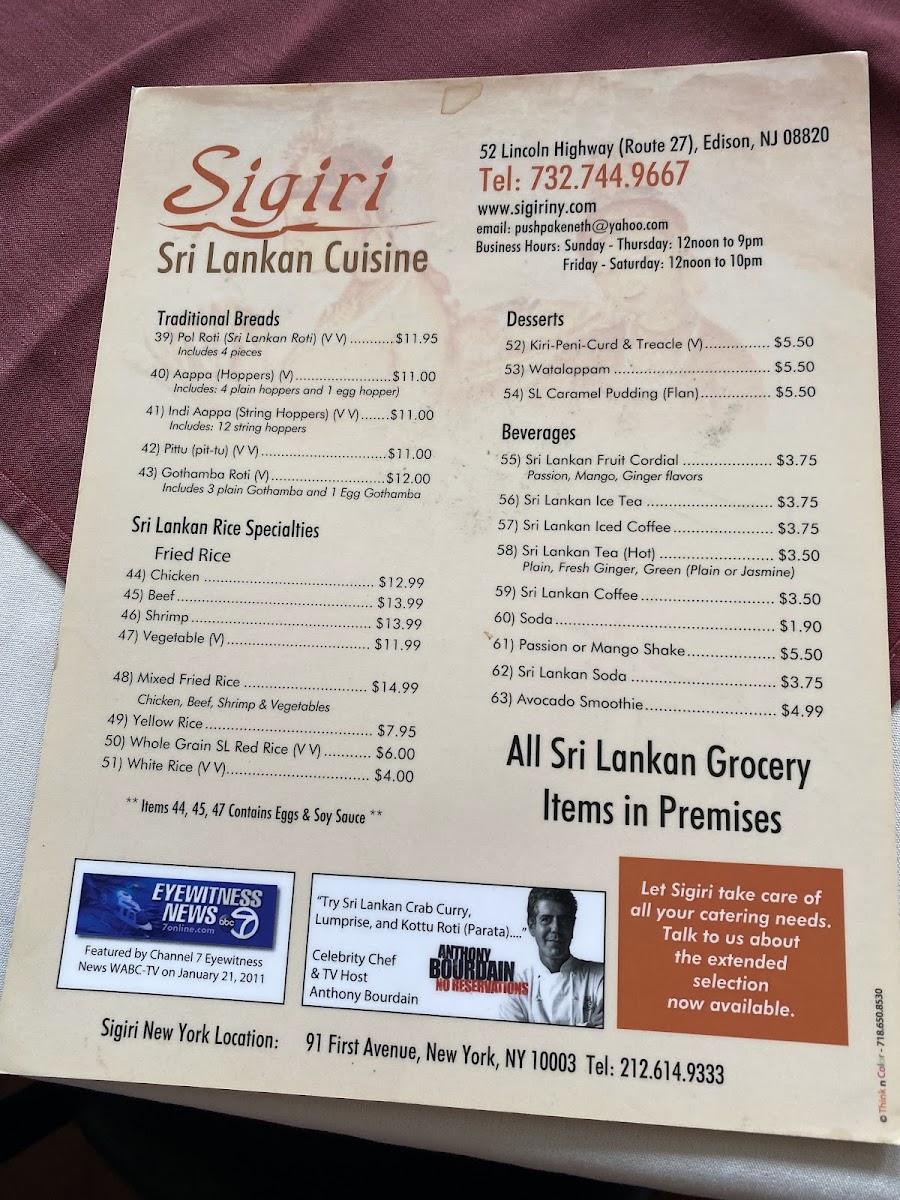 Sigiri
Sri Lankan Cuisine
52 Lincoln Highway (Route 27), Edison, NJ 08820
Tel: 732.744.9667
www.sigiriny.com
email: pushpakeneth@yahoo.com
Business Hours: Sunday - Thursday: 12noon to 9pm
Friday - Saturday: 12noon to 10pm
Traditional Breads
39) Pol Roti (Sri Lankan Roti) (V V) ..........$11.95
Includes 4 pieces
40) Aappa (Hoppers) (V).......................$11.00
Includes: 4 plain hoppers and 1 egg hopper)
41) Indi Aappa (String Hoppers) (V V).......$11.00
Includes: 12 string hoppers
42) Pittu (pit-tu) (V V)..............................$11.00
43) Gothamba Roti (V)............................$12.00
Includes 3 plain Gothamba and 1 Egg Gothamba
Sri Lankan Rice Specialties
Fried Rice
44) Chicken ........................................ $12.99
45) Beef.............................................. $13.99
46) Shrimp.......................................... $13.99
47) Vegetable (V)................................. $11.99
48) Mixed Fried Rice ............................ $14.99
Chicken, Beef, Shrimp & Vegetables
49) Yellow Rice....................................... $7.95
50) Whole Grain SL Red Rice (V V).......... $6.00
51) White Rice (V V)................................ $4.00
** Items 44, 45, 47 Contains Eggs & Soy Sauce **
Desserts
52) Kiri-Peni-Curd & Treacle (V)............... $5.50
53) Watalappam .................................... $5.50
54) SL Caramel Pudding (Flan)................ $5.50
Beverages
55) Sri Lankan Fruit Cordial ..................... $3.75
Passion, Mango, Ginger flavors
56) Sri Lankan Ice Tea ............................ $3.75
57) Sri Lankan Iced Coffee....................... $3.75
58) Sri Lankan Tea (Hot) ......................... $3.50
Plain, Fresh Ginger, Green (Plain or Jasmine)
59) Sri Lankan Coffee.............................. $3.50
60) Soda.................................................. $1.90
61) Passion or Mango Shake..................... $5.50
62) Sri Lankan Soda ................................ $3.75
63) Avocado Smoothie............................. $4.99
All Sri Lankan Grocery
Items in Premises
EYEWITNESS
NEWS abc 7
7online.com
Featured by Channel 7 Eyewitness
News WABC-TV on January 21, 2011
"Try Sri Lankan Crab Curry,
Lumprise, and Kottu Roti (Parata)...."
Celebrity Chef
& TV Host
Anthony Bourdain
ANTHONY
BOURDAIN
NO RESERVATIONS
Let Sigiri take care of
all your catering needs.
Talk to us about
the extended
selection
now available.
Sigiri New York Location: 91 First Avenue, New York, NY 10003 Tel: 212.614.9333
© Think n Color - 718.650.8530